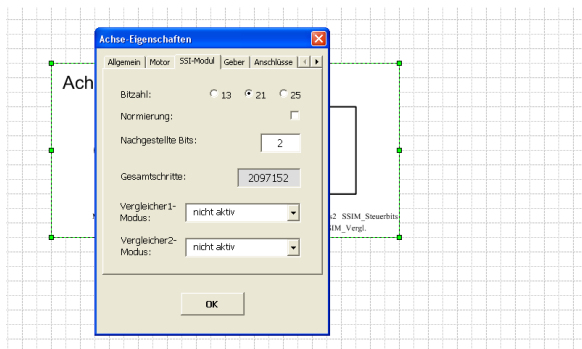 Achse-Eigenschaften
Allgemein Motor SSI-Modul Geber Anschlüsse
Ach
Bitzahl: 13 21 25
Normierung:
Nachgestellte Bits: 2
Gesamtschritte: 2097152
Vergleicher1-
Modus: nicht aktiv
s2 SSIM_Steuerbits
SIM_Vergl.
Vergleicher2-
Modus: nicht aktiv
OK